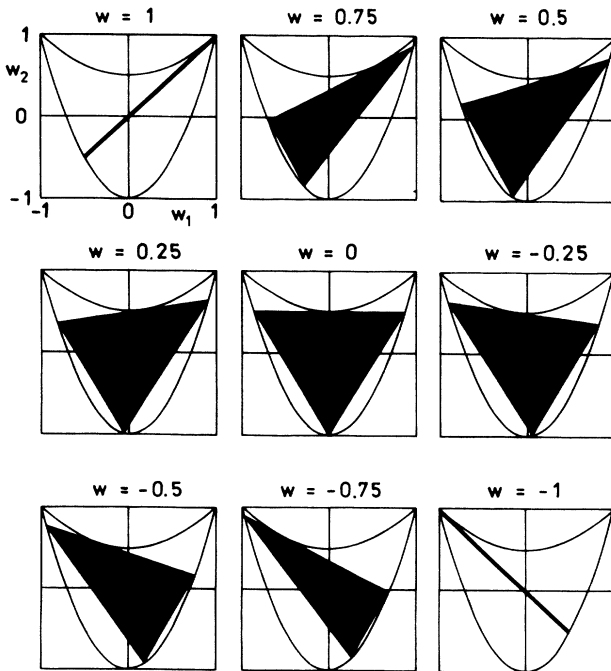 w = 1
w = 0.75
w = 0.5
1
w₂
0
-1
-1
0
w₁
1
w = 0.25
w = 0
w = -0.25
w = -0.5
w = -0.75
w = -1